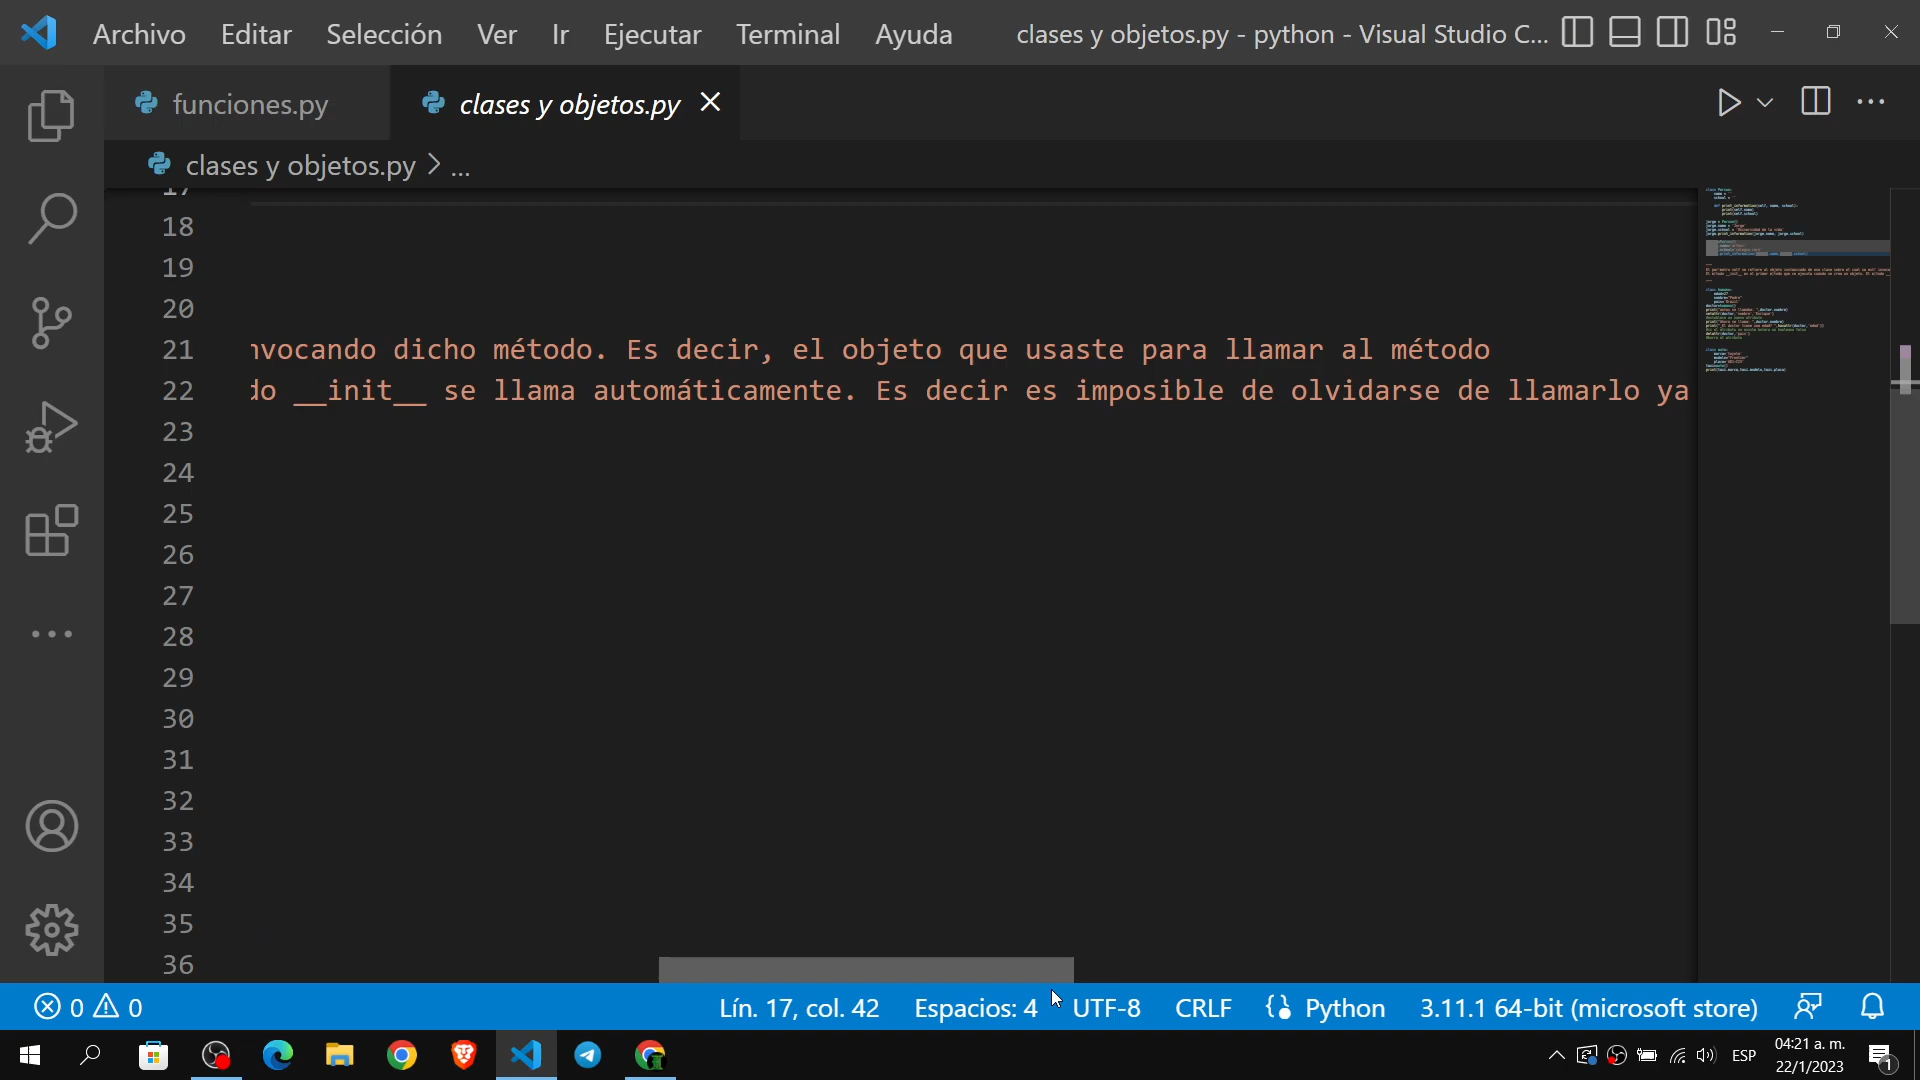 Archivo Editar Selección Ver Ir Ejecutar Terminal Ayuda clases y objetos.py - python - Visual Studio C...
funciones.py clases y objetos.py
clases y objetos.py > ...
17
18
19
20
21 nvocando dicho método. Es decir, el objeto que usaste para llamar al método
22 do __init__ se llama automáticamente. Es decir es imposible de olvidarse de llamarlo ya
23
24
25
26
27
28
29
30
31
32
33
34
35
36
0 0 Lín. 17, col. 42 Espacios: 4 UTF-8 CRLF Python 3.11.1 64-bit (microsoft store)
ESP 04:21 a. m.
22/1/2023 1